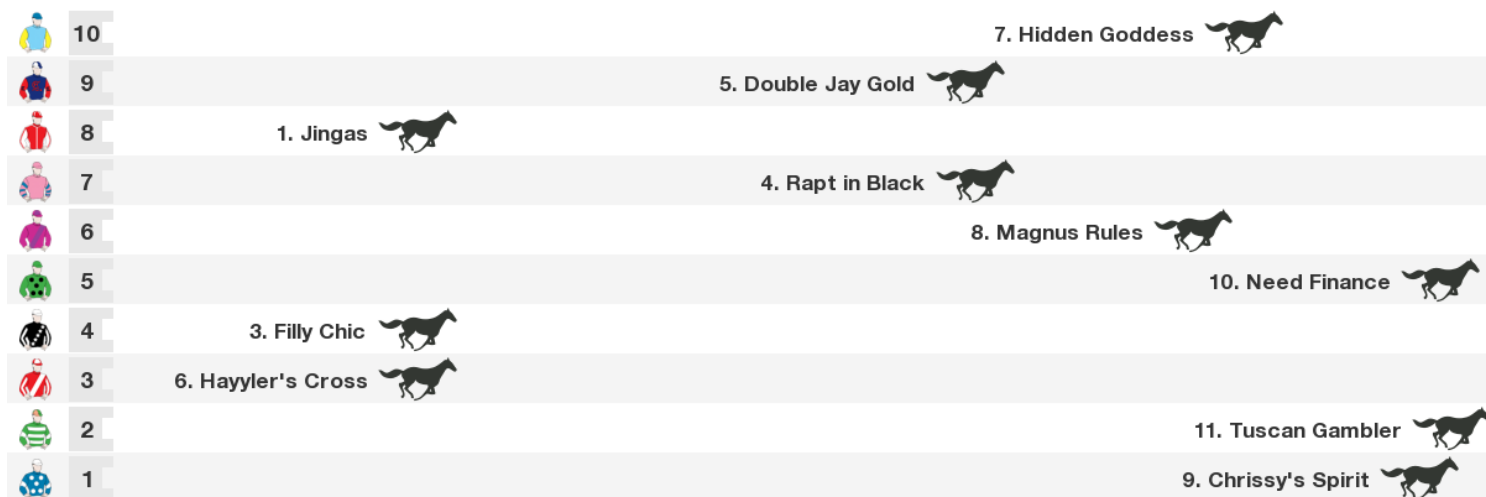 10 7. Hidden Goddess
9 5. Double Jay Gold
8 1. Jingas
7 4. Rapt in Black
6 8. Magnus Rules
5 10. Need Finance
4 3. Filly Chic
3 6. Hayyler's Cross
2 11. Tuscan Gambler
1 9. Chrissy's Spirit